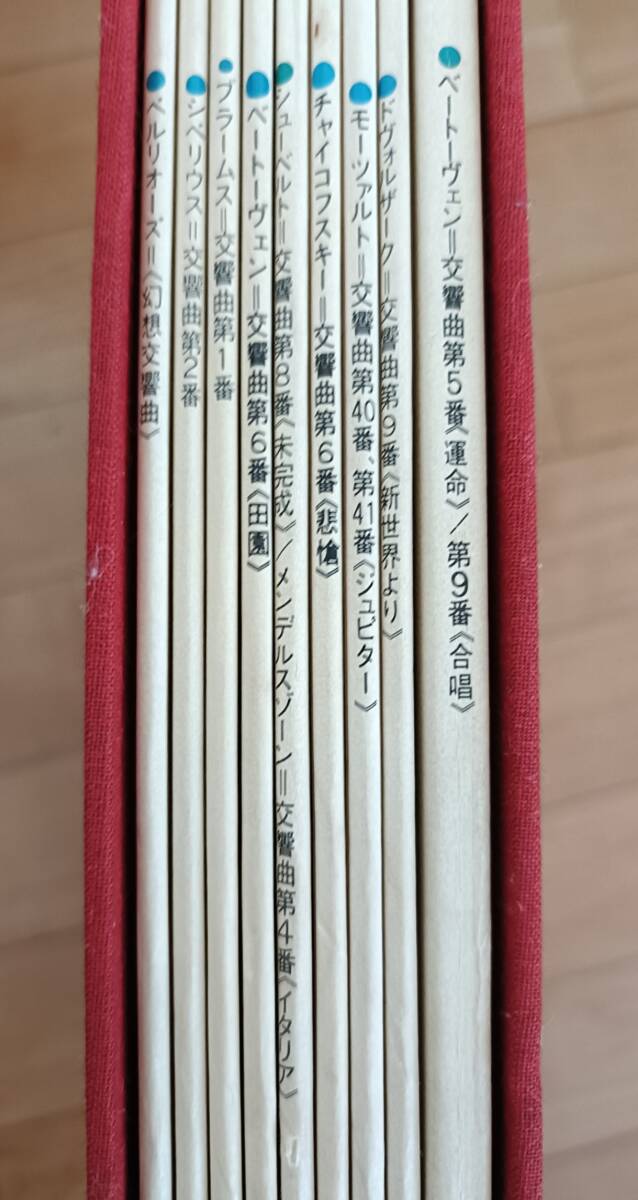 ●ベートーヴェン＝交響曲第5番《運命》/第9番《合唱》
●ドヴォルザーク＝交響曲第9番《新世界より》
●モーツァルト＝交響曲第40番、第41番《ジュピター》
●チャイコフスキー＝交響曲第6番《悲愴》
●シューベルト＝交響曲第8番《未完成》/メンデルスゾーン＝交響曲第4番《イタリア》
●ベートーヴェン＝交響曲第6番《田園》
●ブラームス＝交響曲第1番
●シベリウス＝交響曲第2番
●ベルリオーズ＝《幻想交響曲》